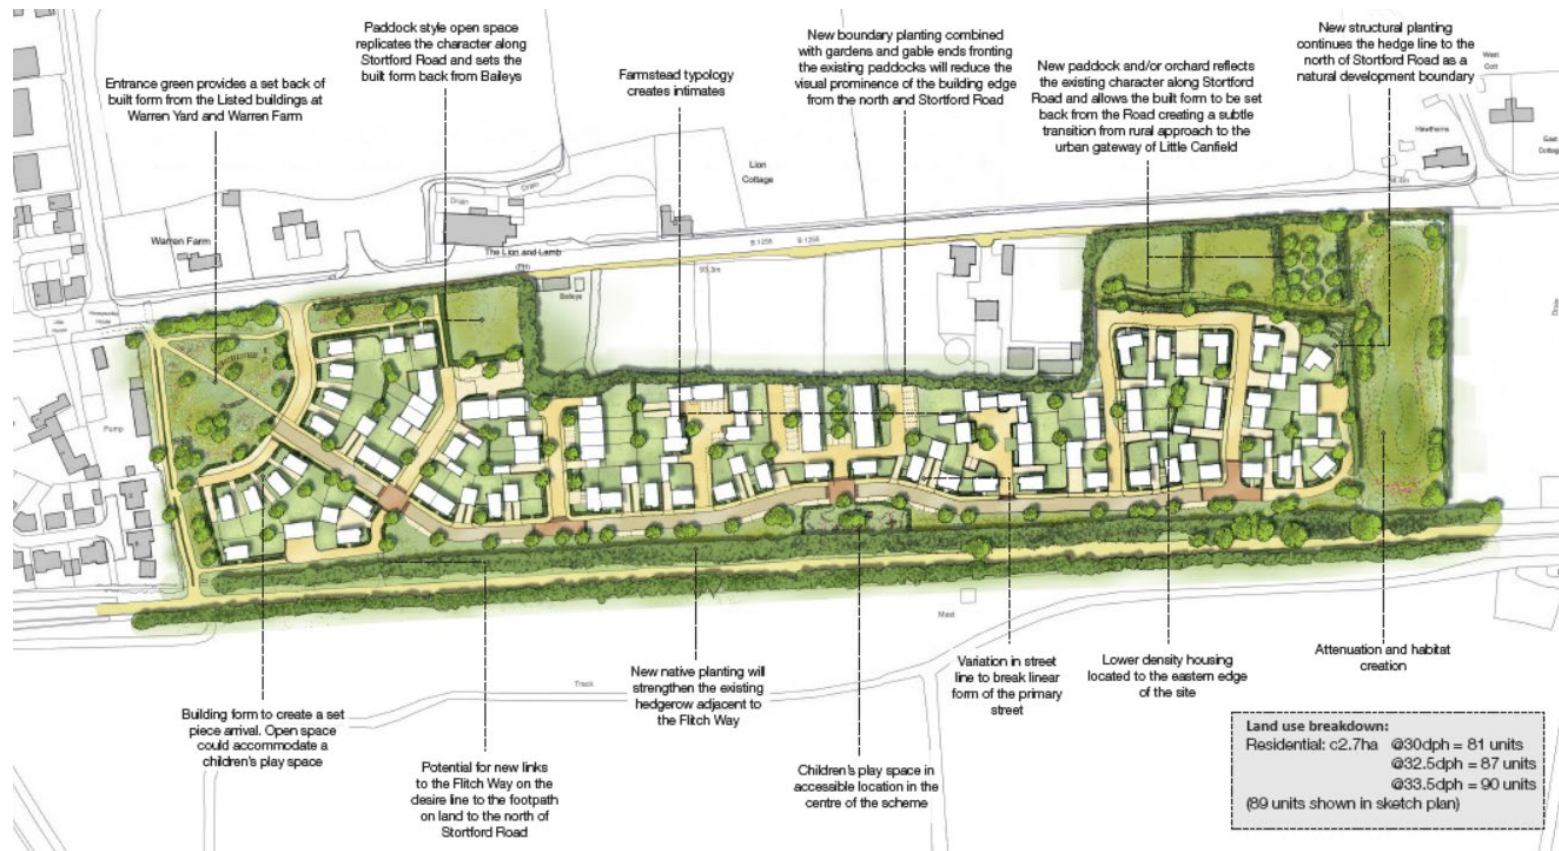 Paddock style open space
replicates the character along
Stortford Road and sets the
built form back from Baileys
Entrance green provides a set back of
built form from the Listed buildings at
Warren Yard and Warren Farm
Farmstead typology
creates intimates
New boundary planting combined
with gardens and gable ends fronting
the existing paddocks will reduce the
visual prominence of the building edge
from the north and Stortford Road
New paddock and/or orchard reflects
the existing character along Stortford
Road and allows the built form to be set
back from the Road creating a subtle
transition from rural approach to the
urban gateway of Little Canfield
New structural planting
continues the hedge line to the
north of Stortford Road as a
natural development boundary
West
Cott
Hawthorns
East
Lion
Cottage
Drain
Drain
Warren Farm
The Lion and Lamb
(PH)
B 1256
B 1256
93.3m
Baileys
Pump
Mast
Track
Building form to create a set
piece arrival. Open space
could accommodate a
children's play space
Potential for new links
to the Flitch Way on the
desire line to the footpath
on land to the north of
Stortford Road
New native planting will
strengthen the existing
hedgerow adjacent to
the Flitch Way
Children's play space in
accessible location in the
centre of the scheme
Variation in street
line to break linear
form of the primary
street
Lower density housing
located to the eastern edge
of the site
Attenuation and habitat
creation
Land use breakdown:
Residential: c2.7ha @30dph = 81 units
@32.5dph = 87 units
@33.5dph = 90 units
(89 units shown in sketch plan)